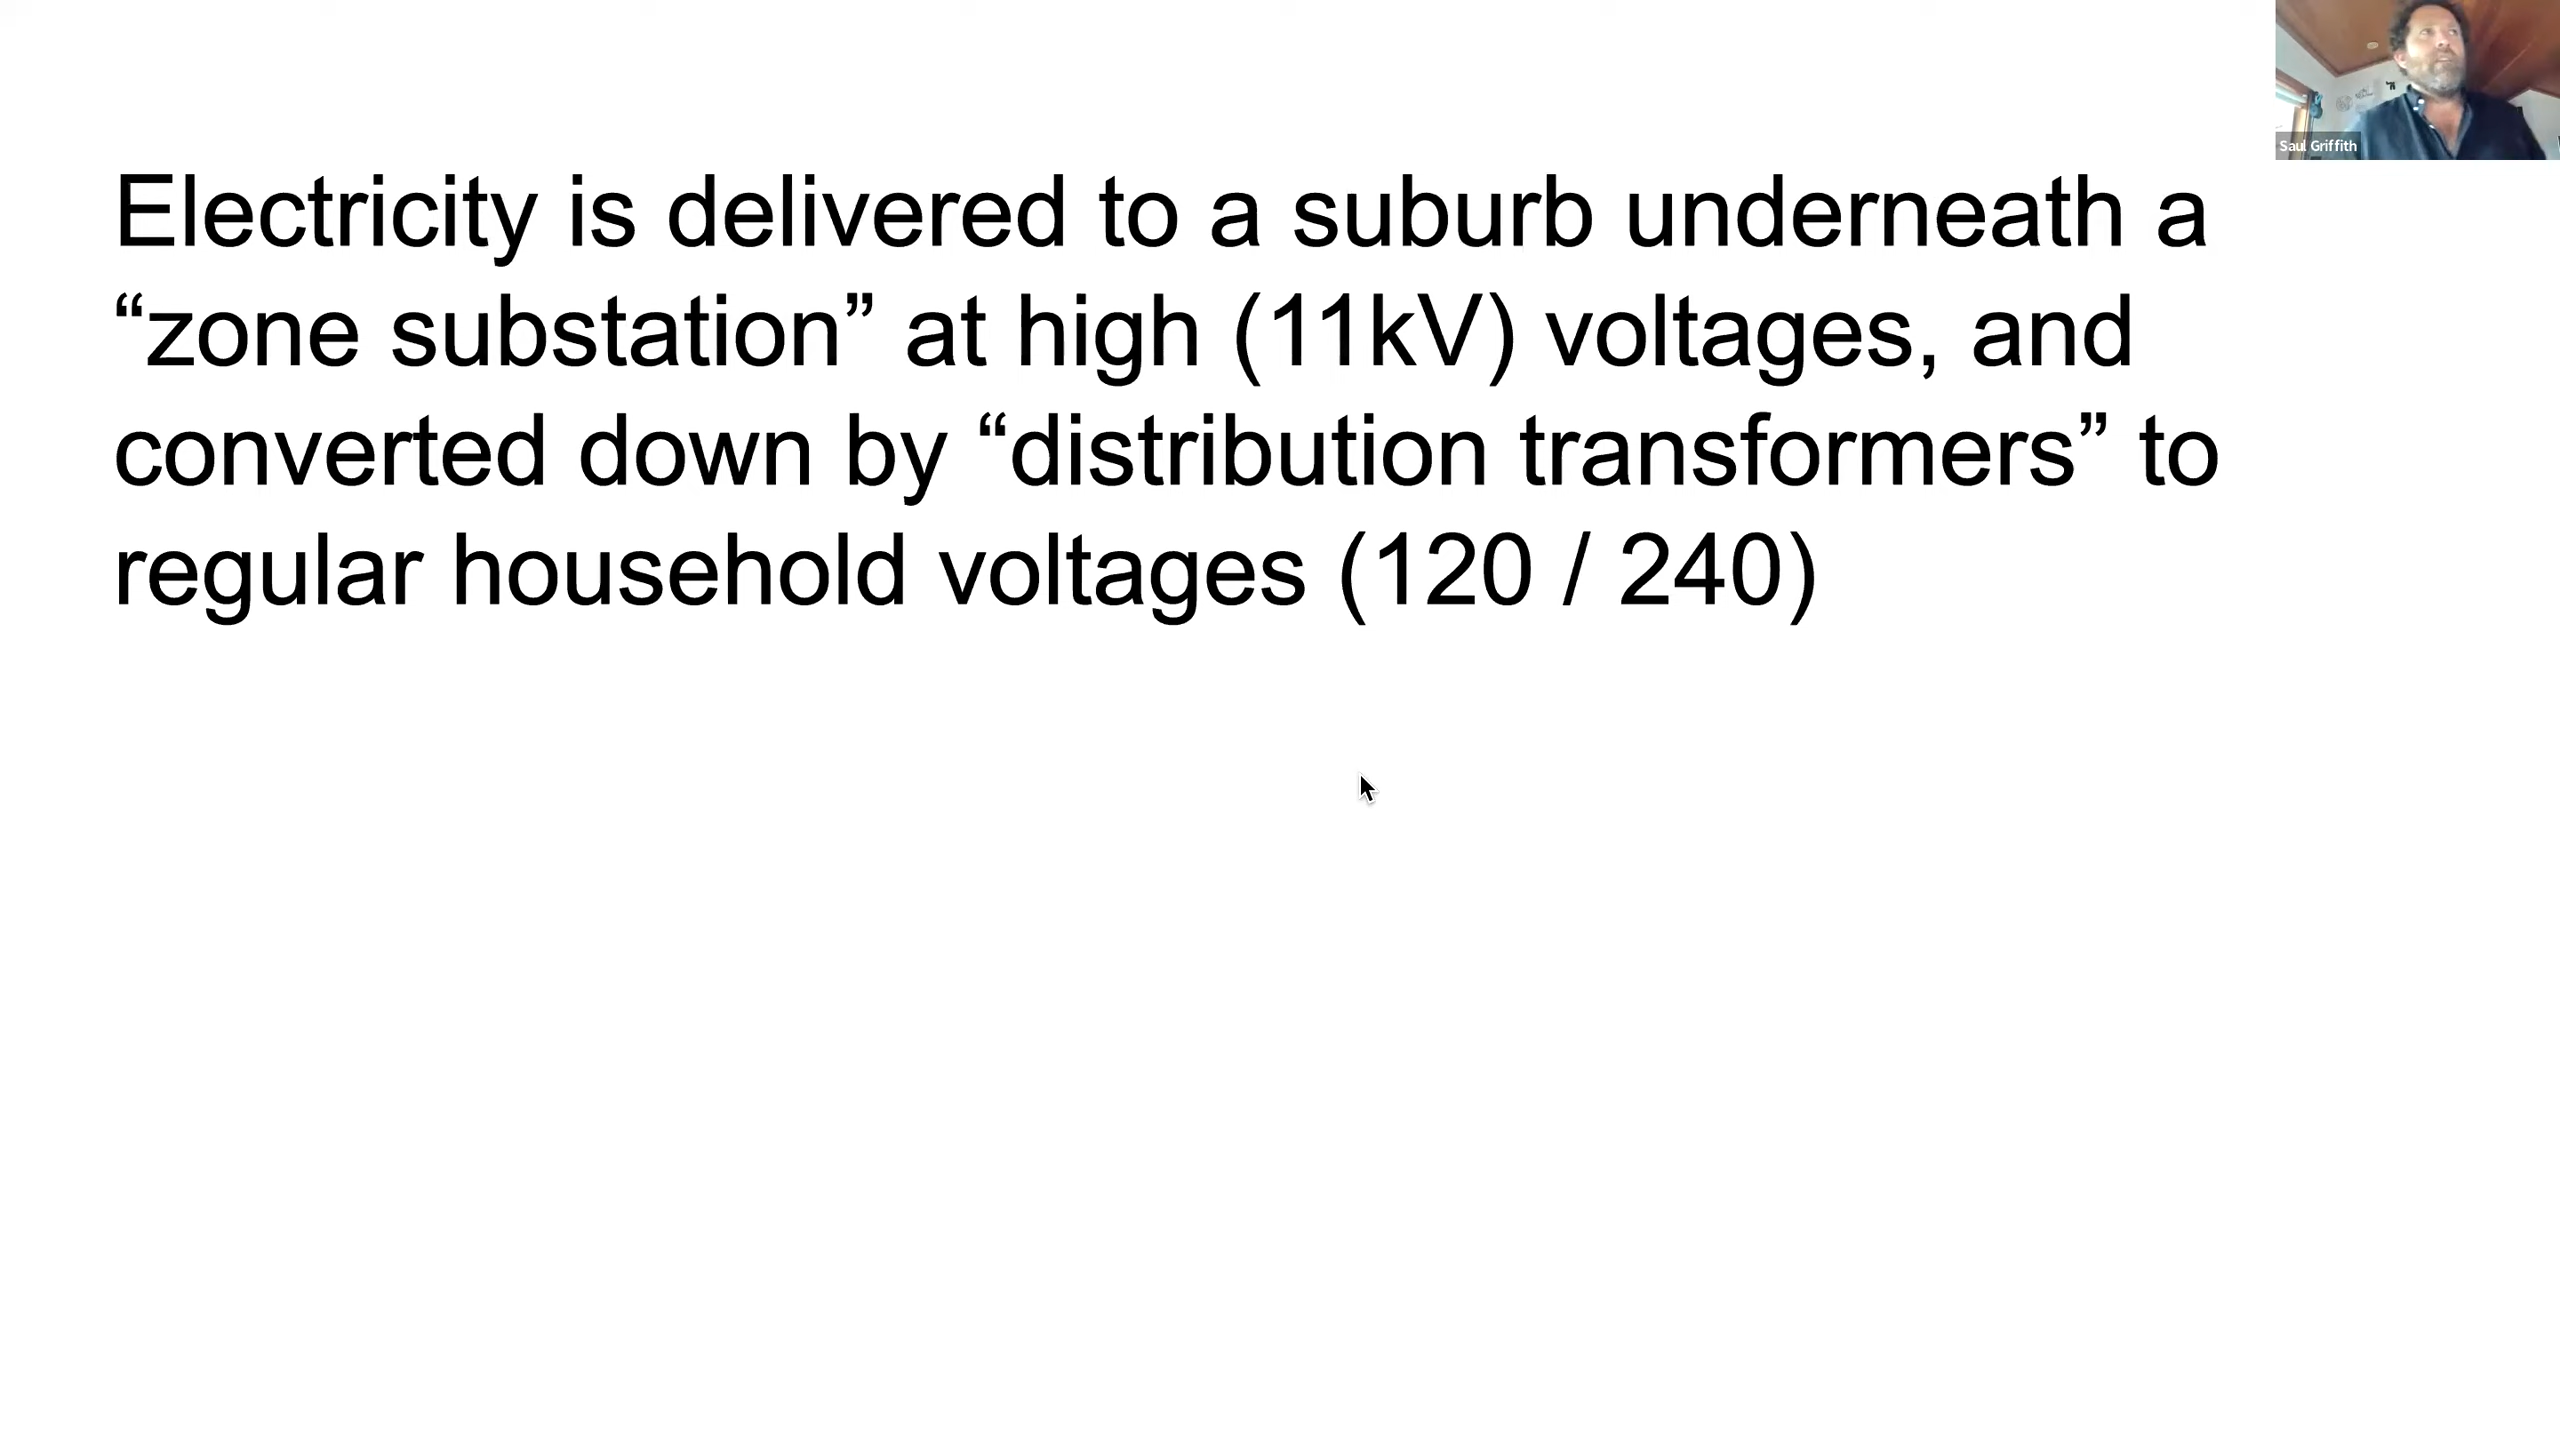 Electricity is delivered to a suburb underneath a
“zone substation” at high (11kV) voltages, and
converted down by “distribution transformers” to
regular household voltages (120 / 240)
Saul Griffith